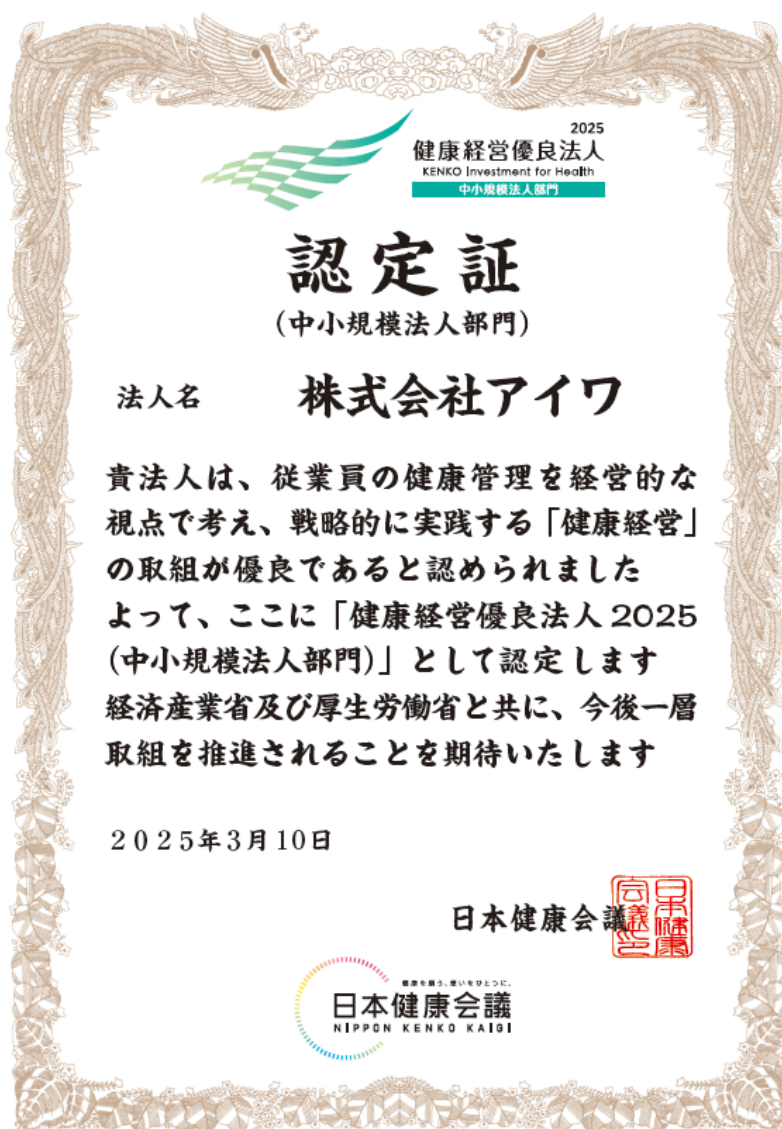 2025
健康経営優良法人
KENKO Investment for Health
中小規模法人部門
認定証
(中小規模法人部門)
法人名 株式会社アイワ
貴法人は、従業員の健康管理を経営的な
視点で考え、戦略的に実践する「健康経営」
の取組が優良であると認められました
よって、ここに「健康経営優良法人2025
(中小規模法人部門)」として認定します
経済産業省及び厚生労働省と共に、今後一層
取組を推進されることを期待いたします
2025年3月10日
日本健康会議
日本健康会議印
健康を願う、思いをひとつに。
日本健康会議
NIPPON KENKO KAIGI